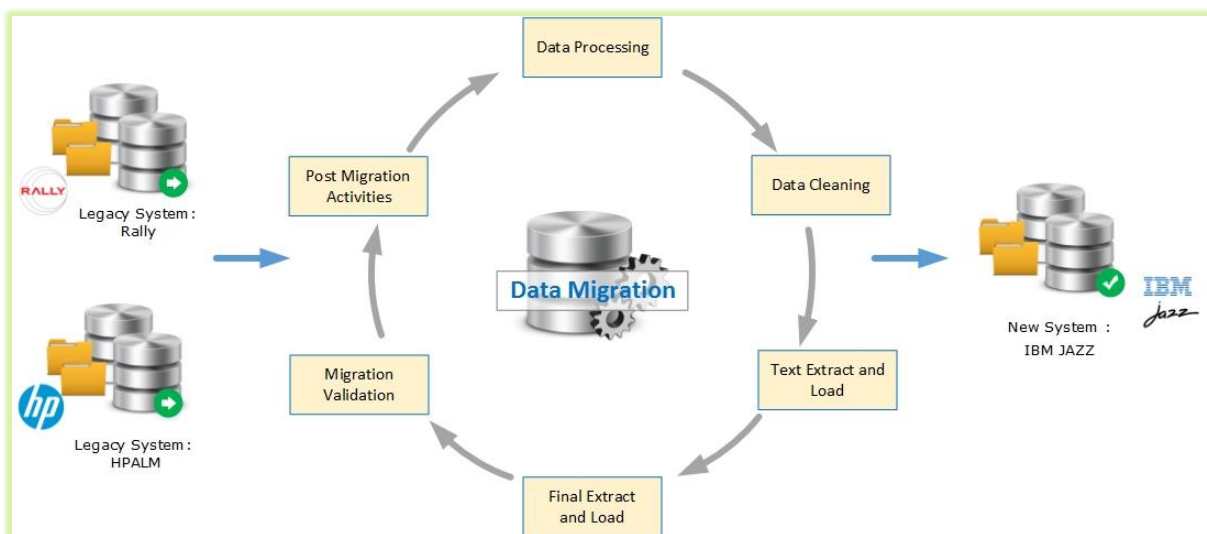 Data Processing
Post Migration
Activities
Data Cleaning
RALLY
Legacy System :
Rally
Data Migration
IBM
jazz
New System :
IBM JAZZ
Migration
Validation
Text Extract and
Load
hp
Legacy System :
HPALM
Final Extract
and Load